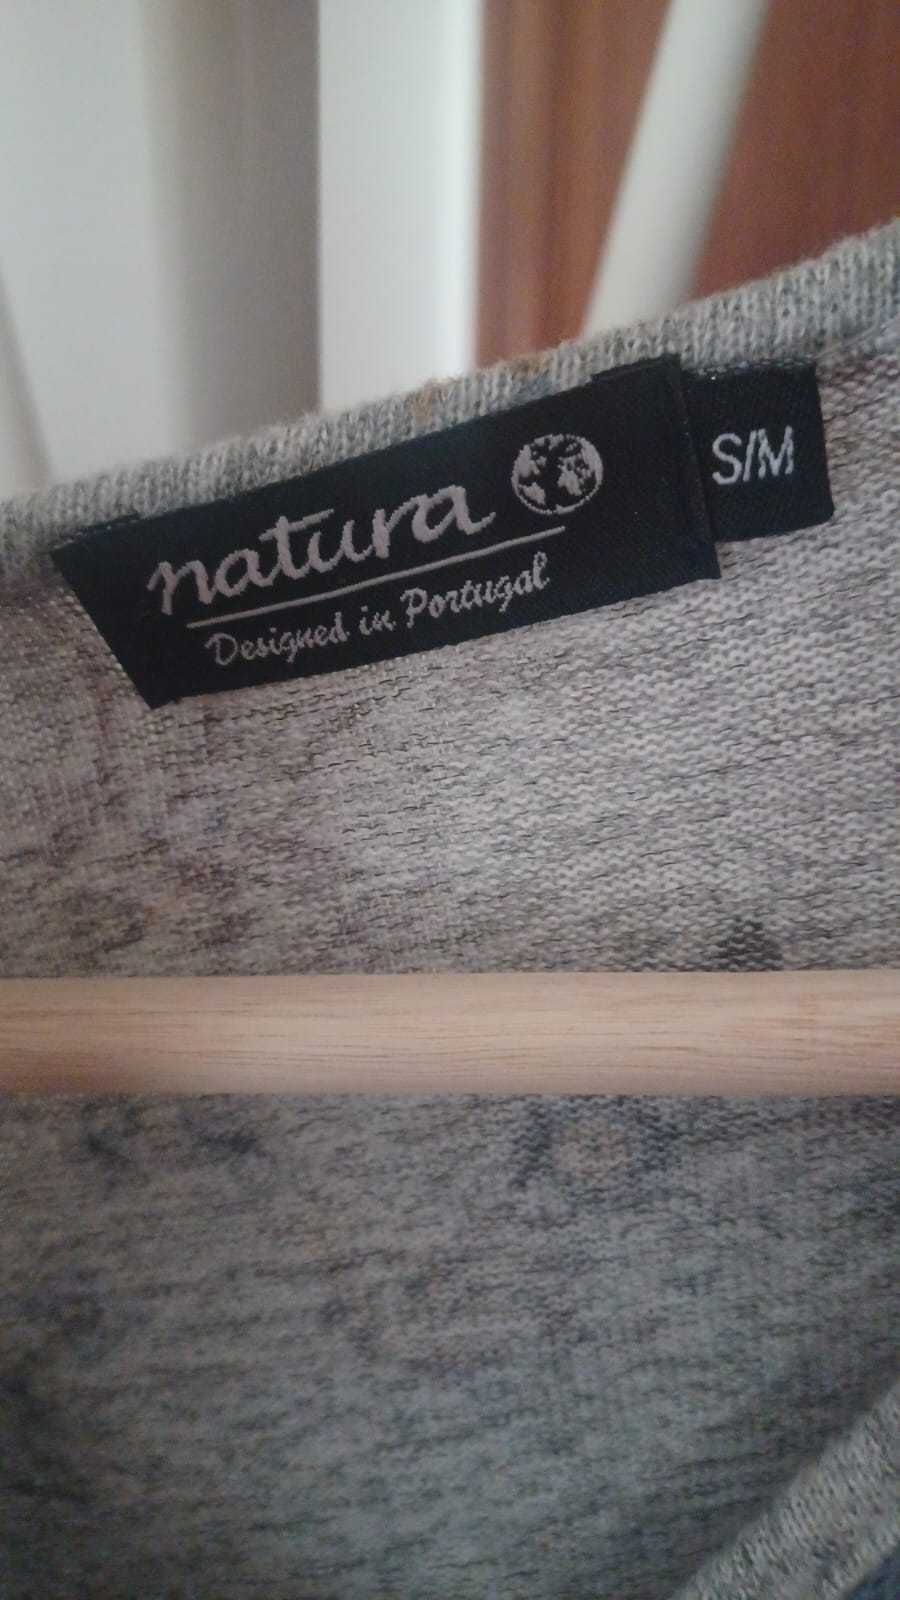 natura
Designed in Portugal
S/M